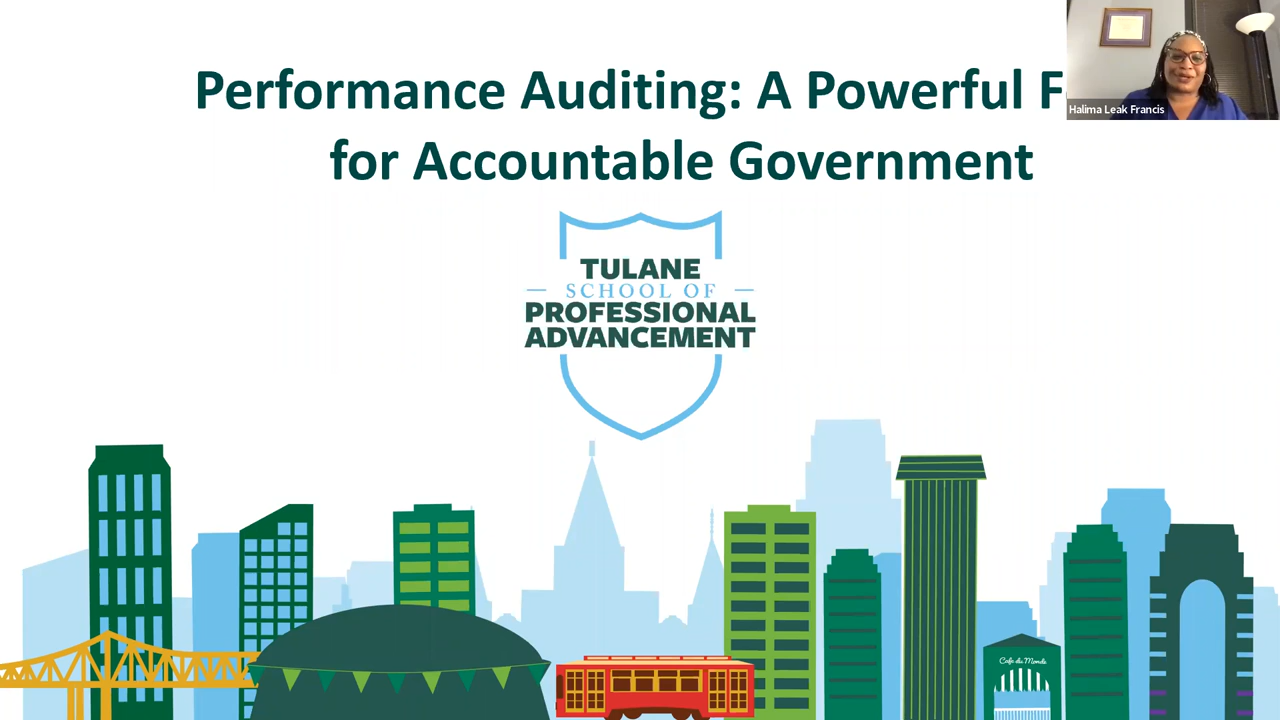 Performance Auditing: A Powerful
for Accountable Government
Halima Leak Francis
TULANE
SCHOOL OF
PROFESSIONAL
ADVANCEMENT
Cafe du Monde